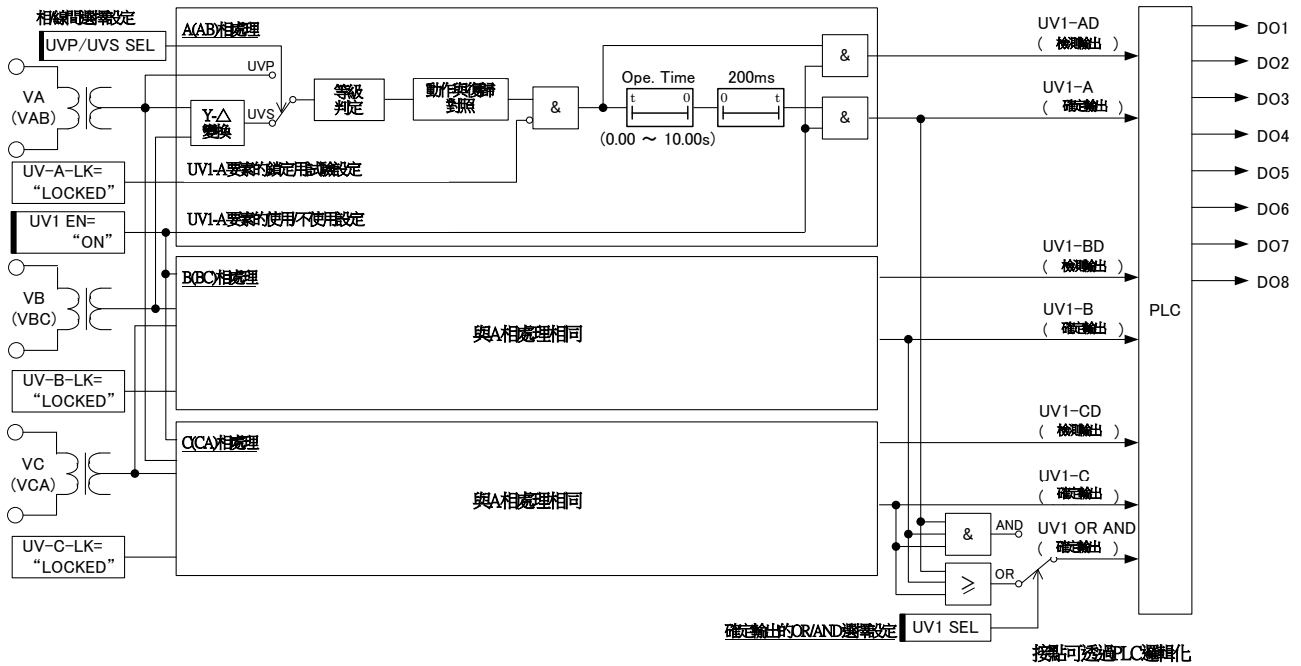 相線間選擇設定
UVP/UVS SEL
VA
(VAB)
UV-A-LK=
“LOCKED”
UV1 EN=
“ON”
VB
(VBC)
UV-B-LK=
“LOCKED”
VC
(VCA)
UV-C-LK=
“LOCKED”
A(AB)相處理
UVP
Y-△
變換
UVS
等級
判定
動作與復歸
對照
&
Ope. Time
t 0
(0.00 ～ 10.00s)
200ms
0 t
&
&
UV1-A要素的鎖定用試驗設定
UV1-A要素的使用/不使用設定
B(BC)相處理
與A相處理相同
C(CA)相處理
與A相處理相同
UV1-AD
( 檢測輸出 )
UV1-A
( 確定輸出 )
UV1-BD
( 檢測輸出 )
UV1-B
( 確定輸出 )
UV1-CD
( 檢測輸出 )
UV1-C
( 確定輸出 )
& AND
UV1 OR AND
( 確定輸出 )
≥ OR
確定輸出的OR/AND選擇設定
UV1 SEL
PLC
DO1
DO2
DO3
DO4
DO5
DO6
DO7
DO8
接點可透過PLC邏輯化